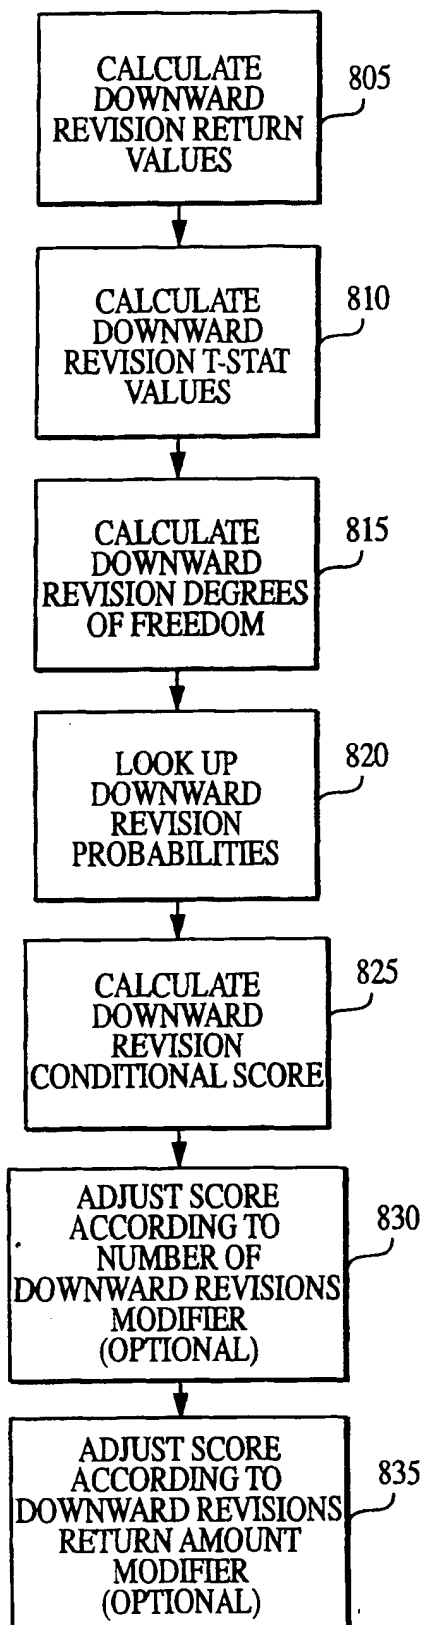 CALCULATE
DOWNWARD
REVISION RETURN
VALUES
805
CALCULATE
DOWNWARD
REVISION T-STAT
VALUES
810
CALCULATE
DOWNWARD
REVISION DEGREES
OF FREEDOM
815
LOOK UP
DOWNWARD
REVISION
PROBABILITIES
820
CALCULATE
DOWNWARD
REVISION
CONDITIONAL SCORE
825
ADJUST SCORE
ACCORDING TO
NUMBER OF
DOWNWARD REVISIONS
MODIFIER
(OPTIONAL)
830
ADJUST SCORE
ACCORDING TO
DOWNWARD REVISIONS
RETURN AMOUNT
MODIFIER
(OPTIONAL)
835